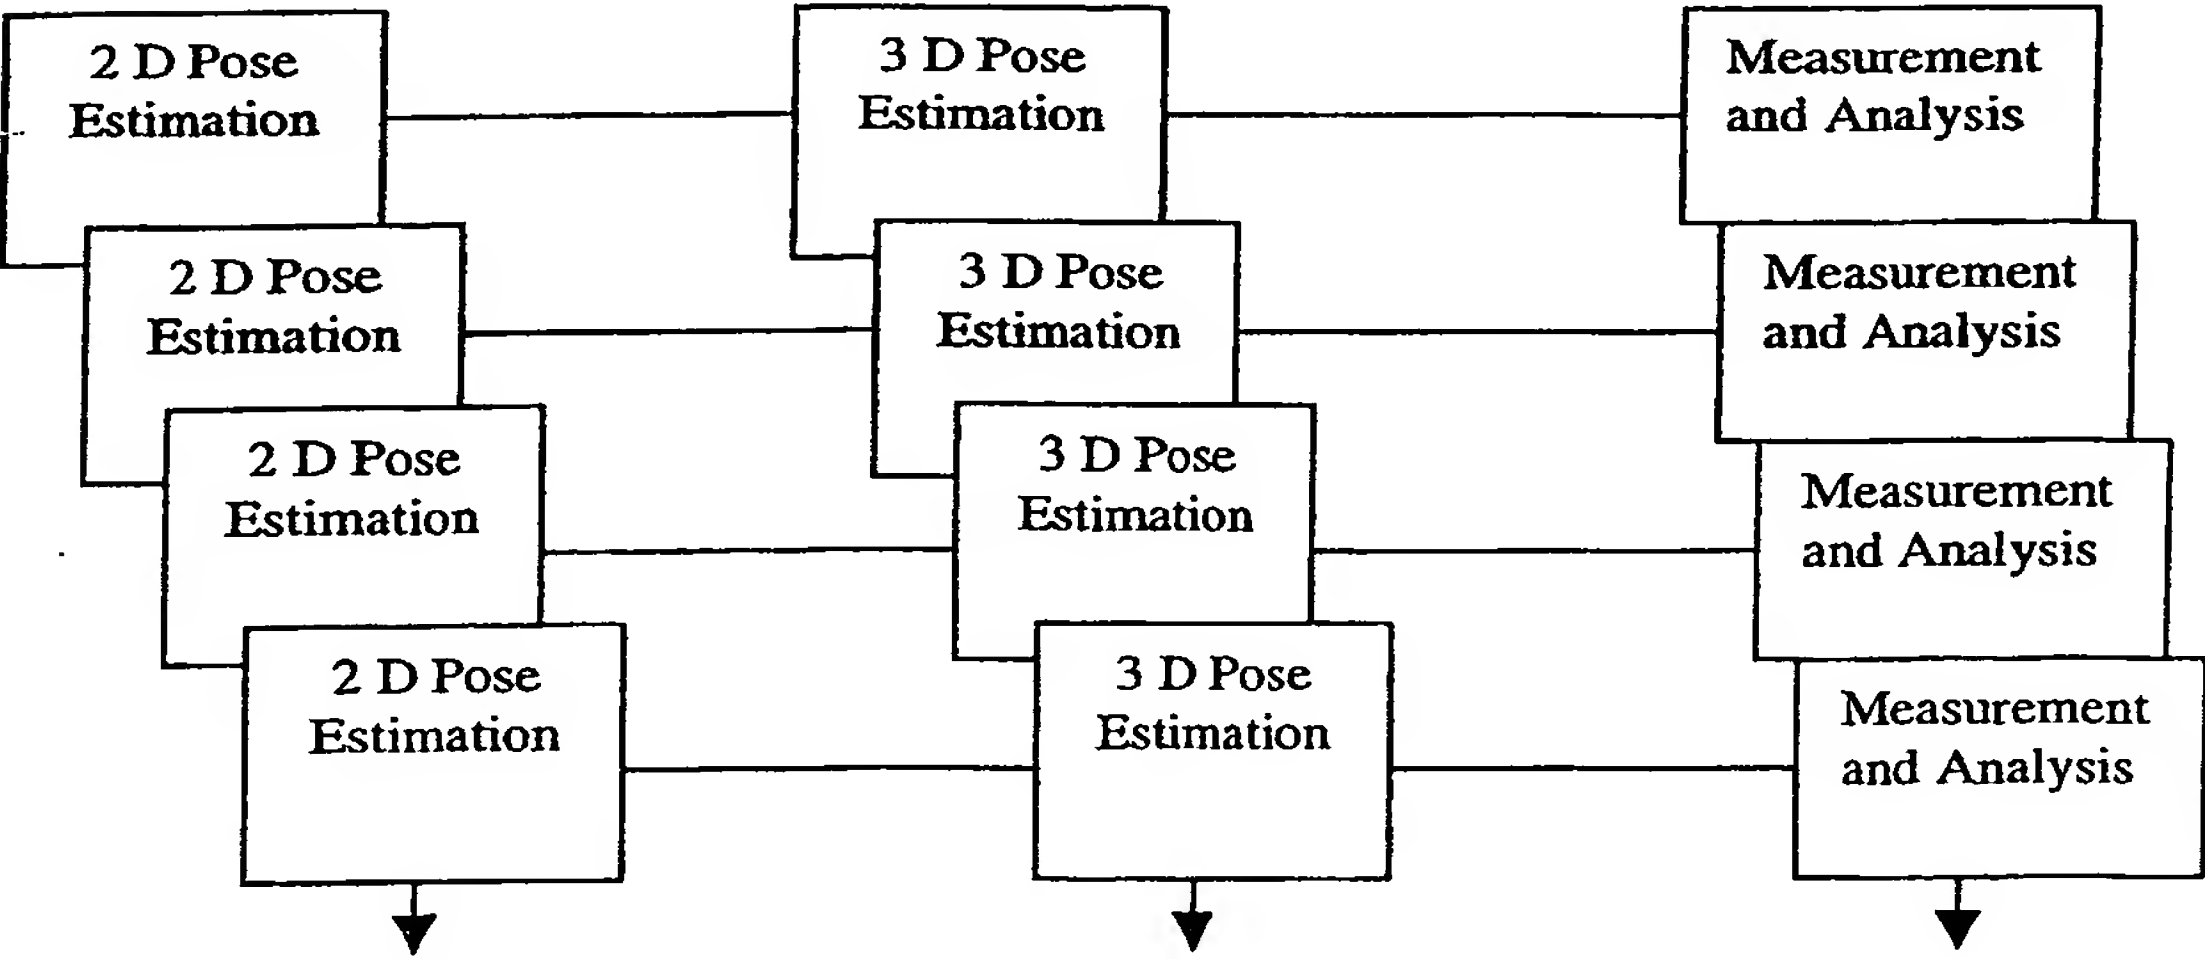 2 D Pose
Estimation
3 D Pose
Estimation
Measurement
and Analysis
2 D Pose
Estimation
3 D Pose
Estimation
Measurement
and Analysis
2 D Pose
Estimation
3 D Pose
Estimation
Measurement
and Analysis
2 D Pose
Estimation
3 D Pose
Estimation
Measurement
and Analysis